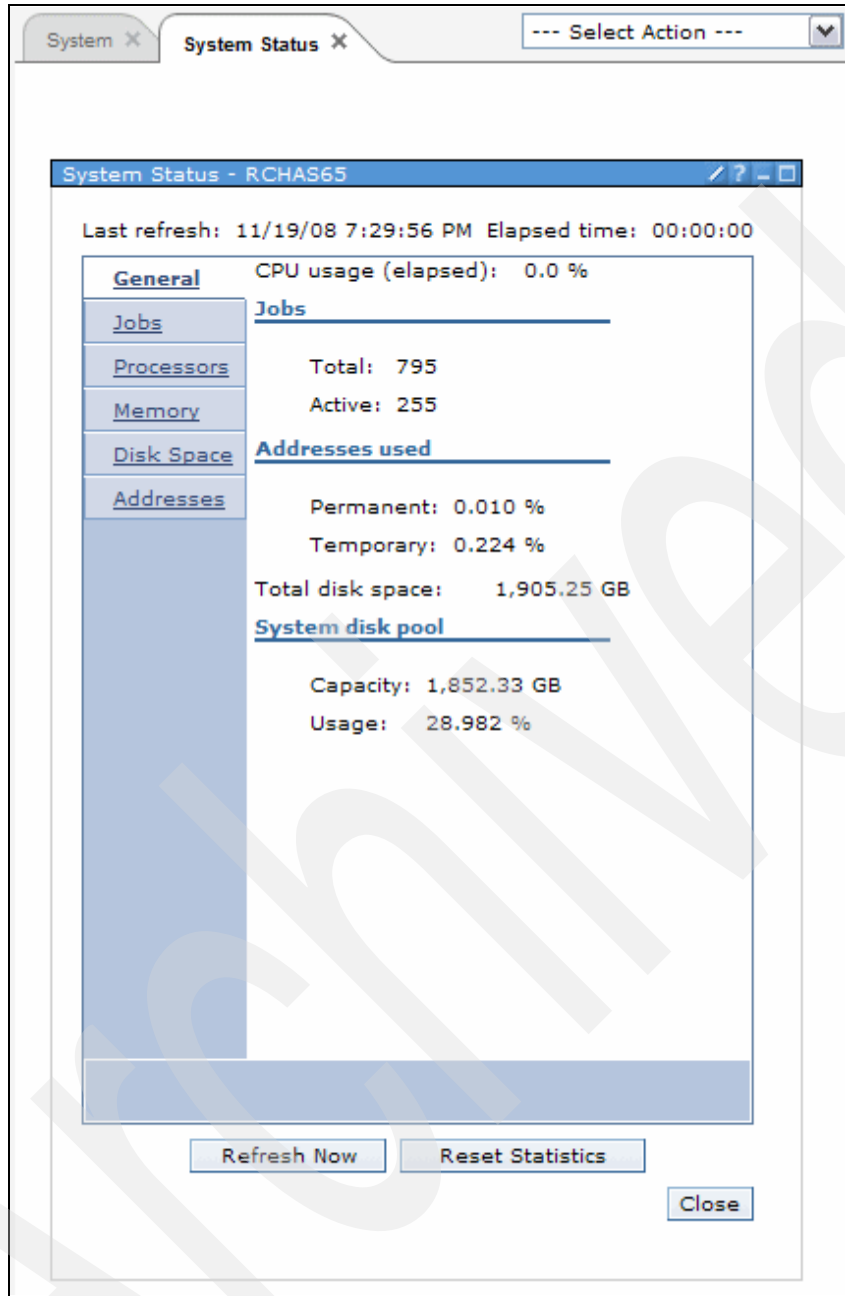 System × System Status × --- Select Action ---
System Status - RCHAS65
Last refresh: 11/19/08 7:29:56 PM Elapsed time: 00:00:00
General
Jobs
Processors
Memory
Disk Space
Addresses
CPU usage (elapsed): 0.0 %
Jobs
Total: 795
Active: 255
Addresses used
Permanent: 0.010 %
Temporary: 0.224 %
Total disk space: 1,905.25 GB
System disk pool
Capacity: 1,852.33 GB
Usage: 28.982 %
Refresh Now Reset Statistics
Close